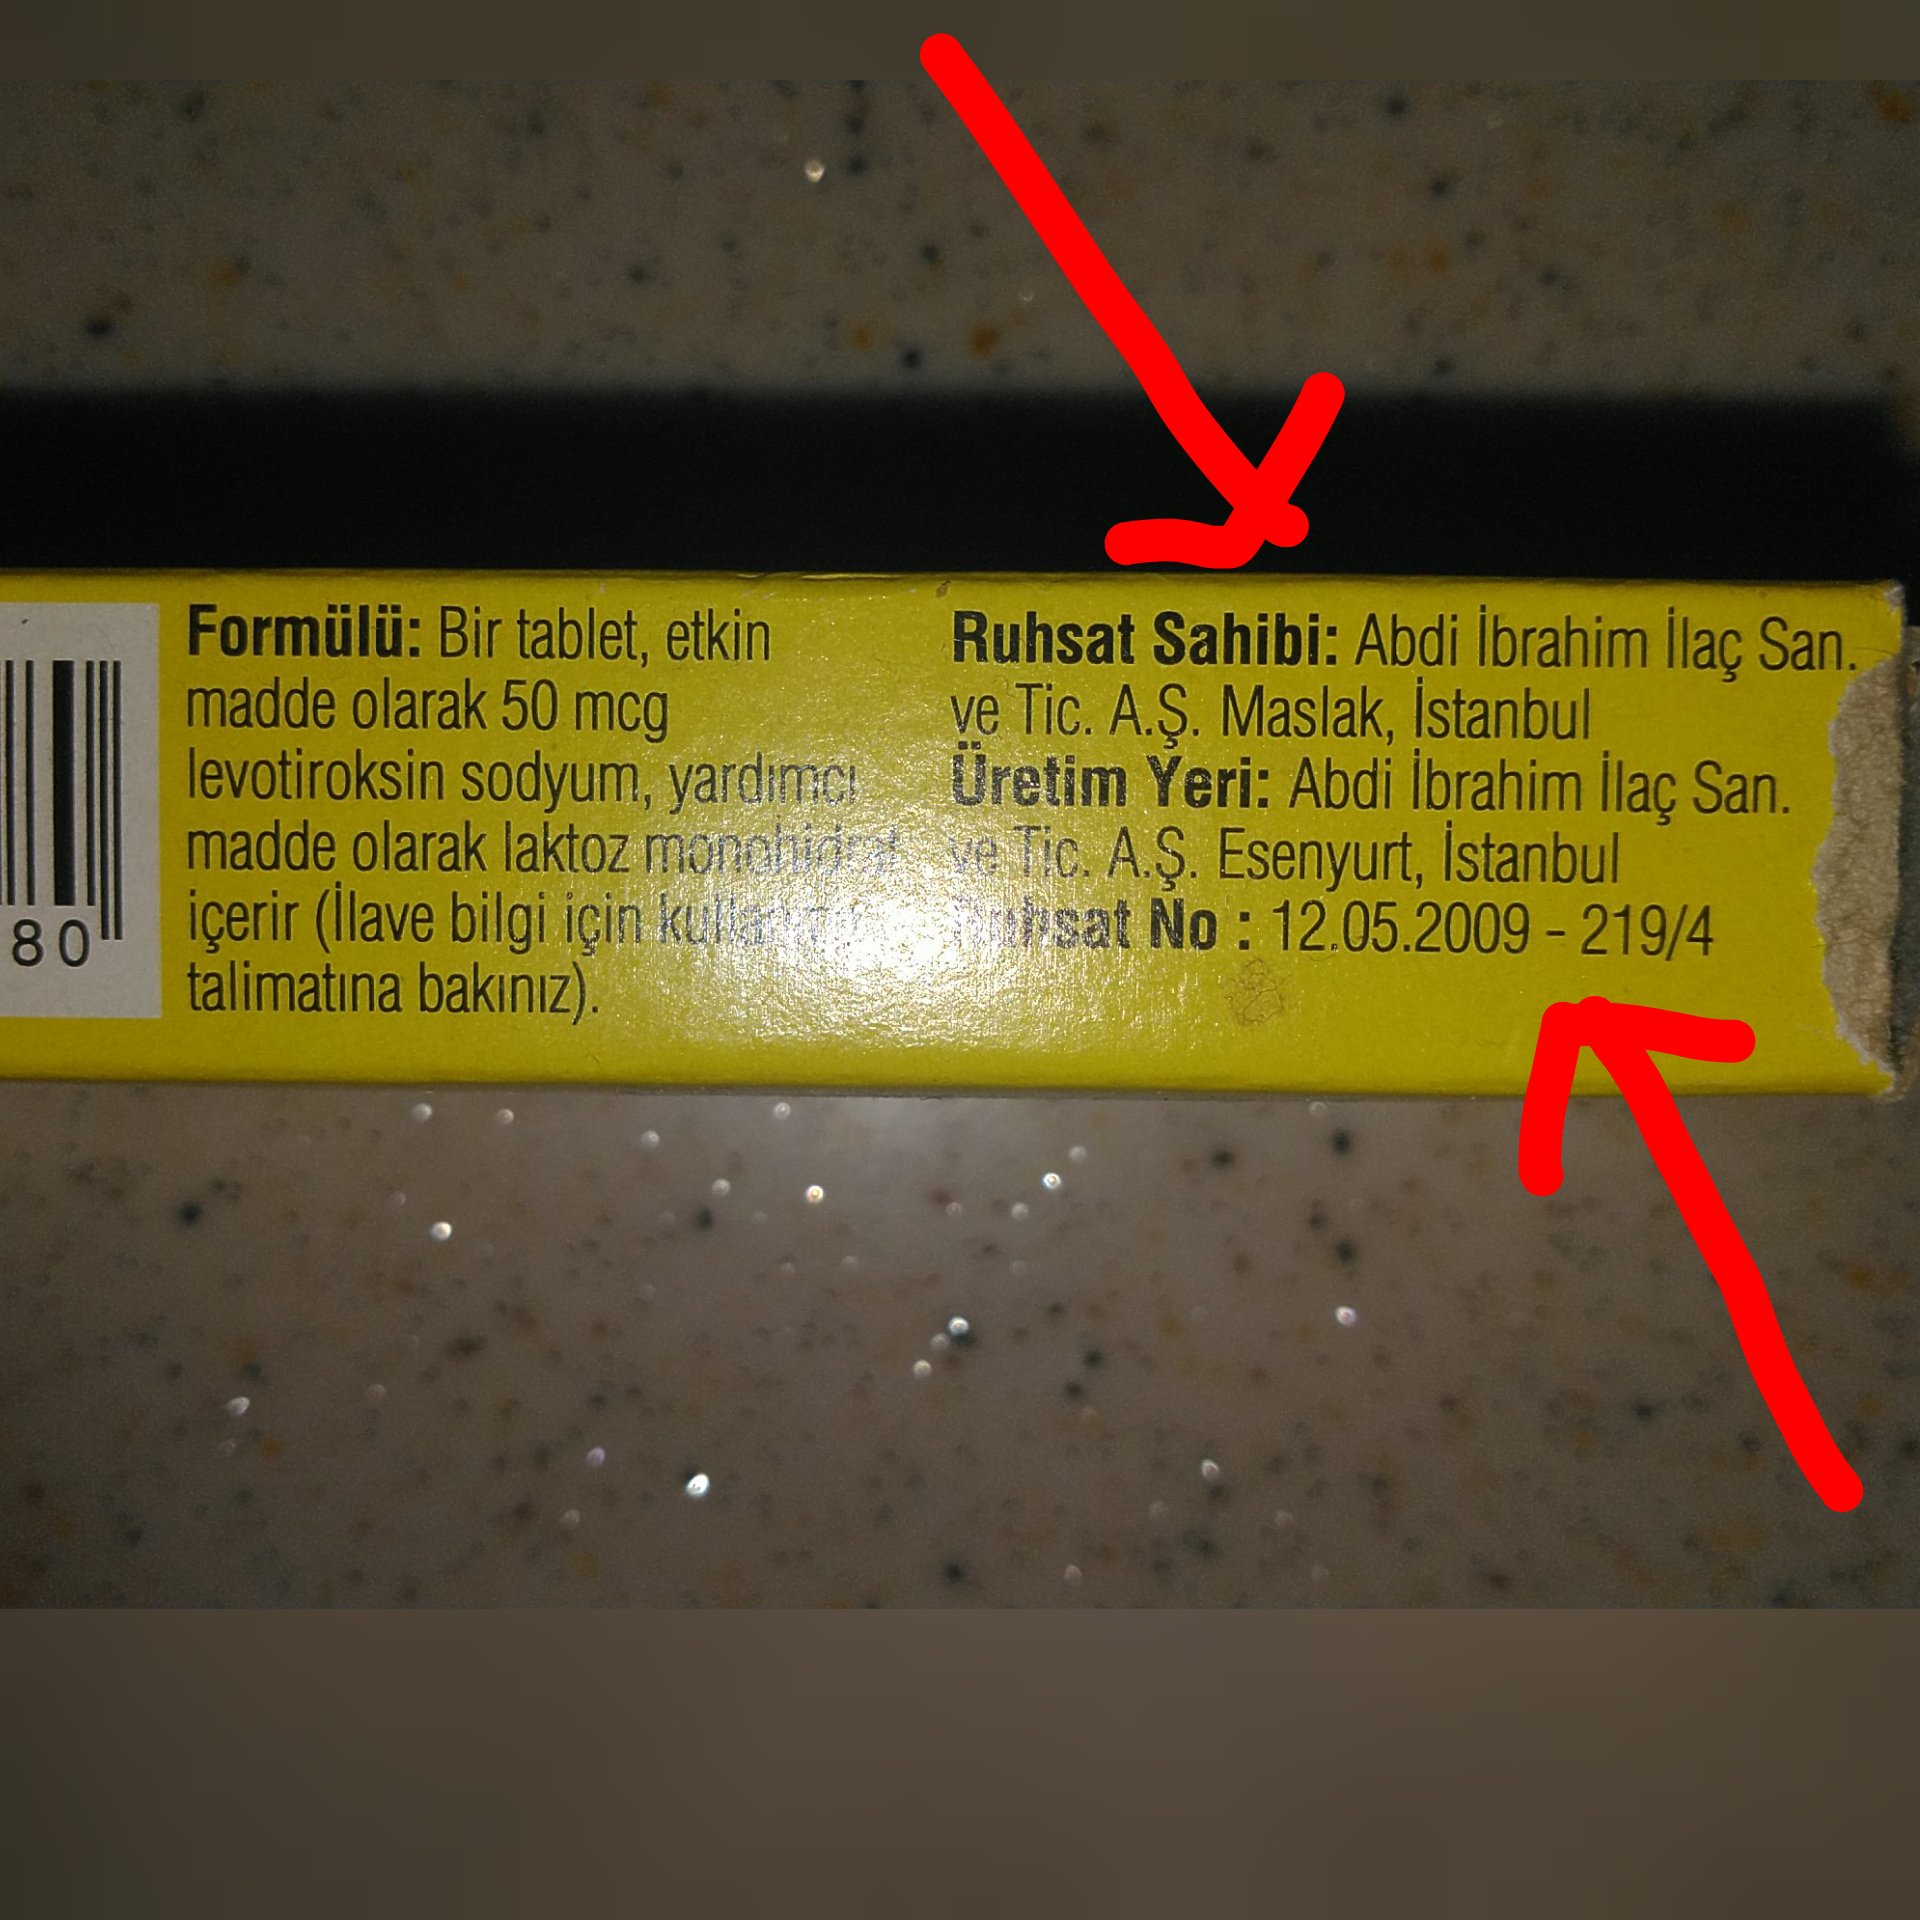 Formülü: Bir tablet, etkin
madde olarak 50 mcg
levotiroksin sodyum, yardımcı
madde olarak laktoz monohidrat
içerir (İlave bilgi için kullanma
talimatına bakınız).
Ruhsat Sahibi: Abdi İbrahim İlaç San.
ve Tic. A.Ş. Maslak, İstanbul
Üretim Yeri: Abdi İbrahim İlaç San.
ve Tic. A.Ş. Esenyurt, İstanbul
Ruhsat No : 12.05.2009 - 219/4
80